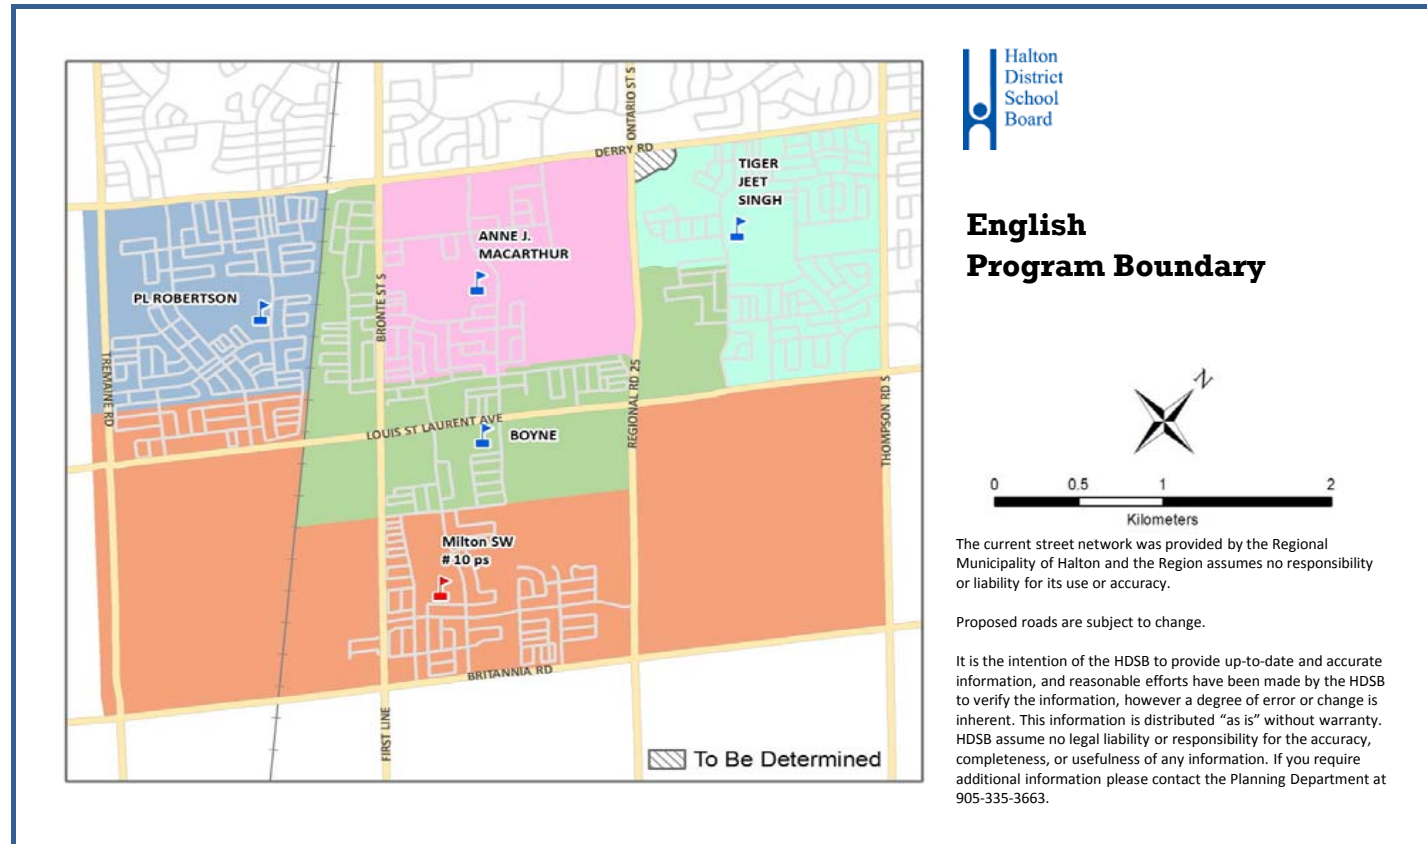 ONTARIO ST S
DERRY RD
TIGER
JEET
SINGH
ANNE J.
MACARTHUR
PL ROBERTSON
BRONTE ST S
TREMAINE RD
REGIONAL RD 25
THOMPSON RD S
LOUIS ST LAURENT AVE
BOYNE
Milton SW
# 10 ps
BRITANNIA RD
FIRST LINE
To Be Determined
Halton
District
School
Board
English
Program Boundary
N
0 0.5 1 2
Kilometers
The current street network was provided by the Regional
Municipality of Halton and the Region assumes no responsibility
or liability for its use or accuracy.
Proposed roads are subject to change.
It is the intention of the HDSB to provide up-to-date and accurate
information, and reasonable efforts have been made by the HDSB
to verify the information, however a degree of error or change is
inherent. This information is distributed “as is” without warranty.
HDSB assume no legal liability or responsibility for the accuracy,
completeness, or usefulness of any information. If you require
additional information please contact the Planning Department at
905-335-3663.